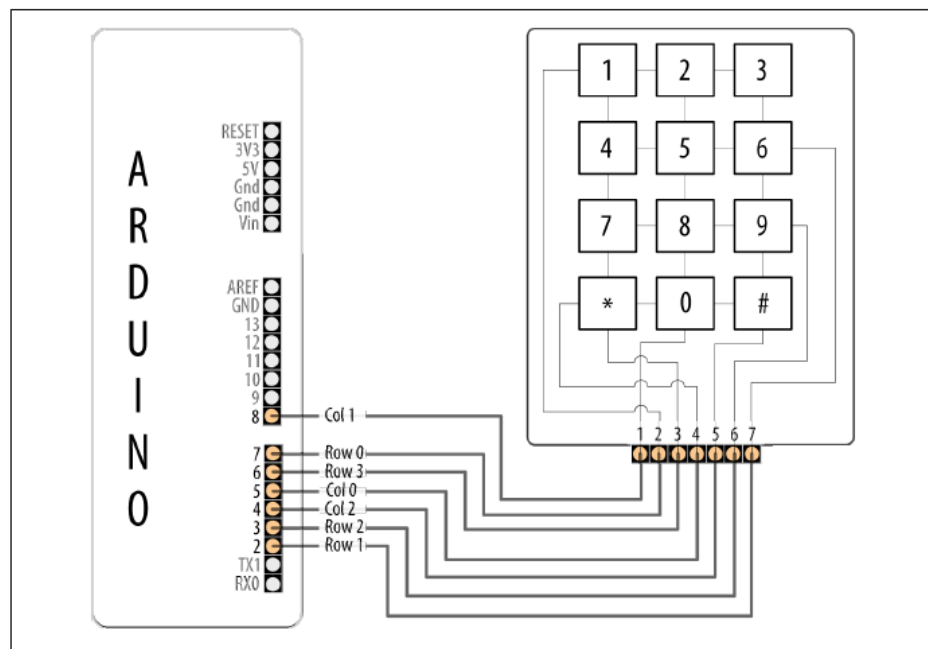 ARDUINO
RESET
3V3
5V
Gnd
Gnd
Vin
AREF
GND
13
12
11
10
9
8 Col 1
7 Row 0
6 Row 3
5 Col 0
4 Col 2
3 Row 2
2 Row 1
TX1
RX0
1 2 3
4 5 6
7 8 9
* 0 #
1 2 3 4 5 6 7